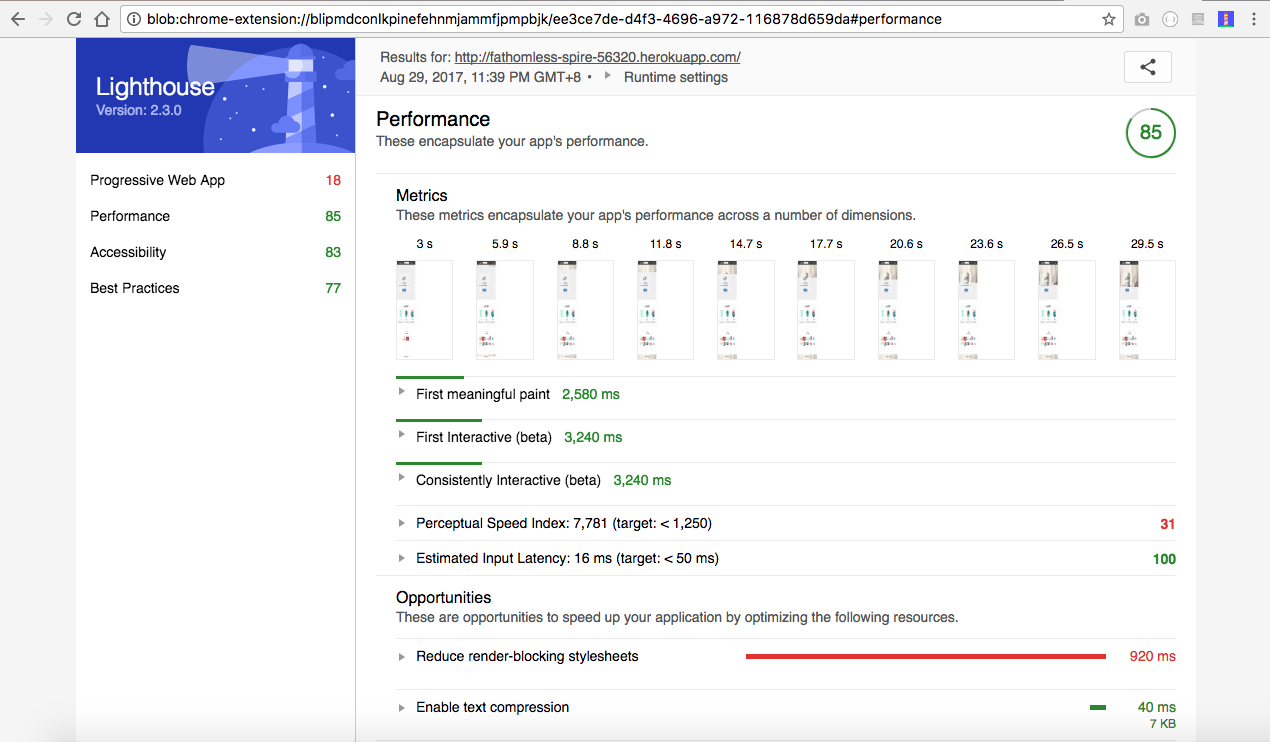 blob:chrome-extension://blipmdconlkpinefehnmjammfjpmpbjk/ee3ce7de-d4f3-4696-a972-116878d659da#performance
Lighthouse
Version: 2.3.0
Progressive Web App 18
Performance 85
Accessibility 83
Best Practices 77
Results for: http://fathomless-spire-56320.herokuapp.com/
Aug 29, 2017, 11:39 PM GMT+8 • Runtime settings
Performance
These encapsulate your app's performance.
85
Metrics
These metrics encapsulate your app's performance across a number of dimensions.
3 s 5.9 s 8.8 s 11.8 s 14.7 s 17.7 s 20.6 s 23.6 s 26.5 s 29.5 s
First meaningful paint 2,580 ms
First Interactive (beta) 3,240 ms
Consistently Interactive (beta) 3,240 ms
Perceptual Speed Index: 7,781 (target: < 1,250) 31
Estimated Input Latency: 16 ms (target: < 50 ms) 100
Opportunities
These are opportunities to speed up your application by optimizing the following resources.
Reduce render-blocking stylesheets 920 ms
Enable text compression 40 ms
7 KB